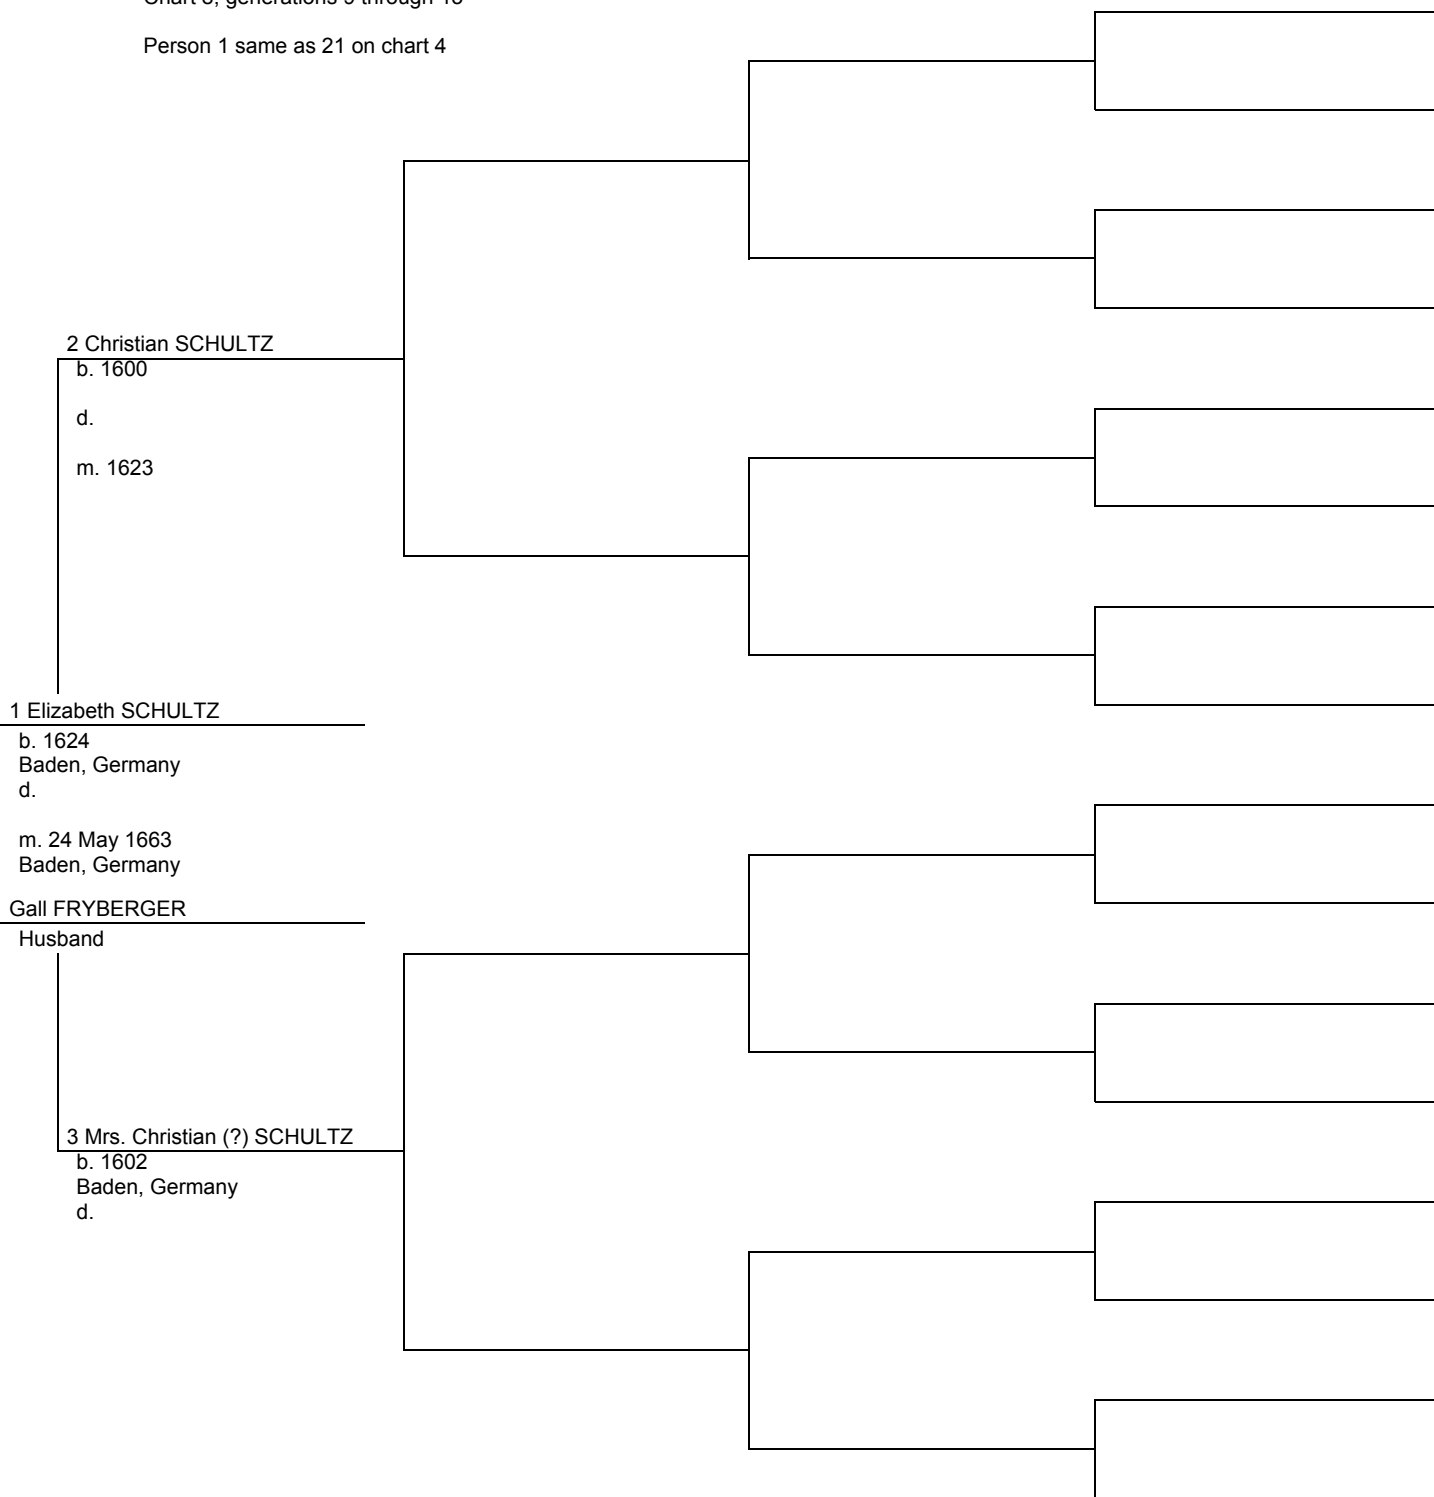 Person 1 same as 21 on chart 4
2 Christian SCHULTZ
b. 1600
d.
m. 1623
1 Elizabeth SCHULTZ
b. 1624
Baden, Germany
d.
m. 24 May 1663
Baden, Germany
Gall FRYBERGER
Husband
3 Mrs. Christian (?) SCHULTZ
b. 1602
Baden, Germany
d.